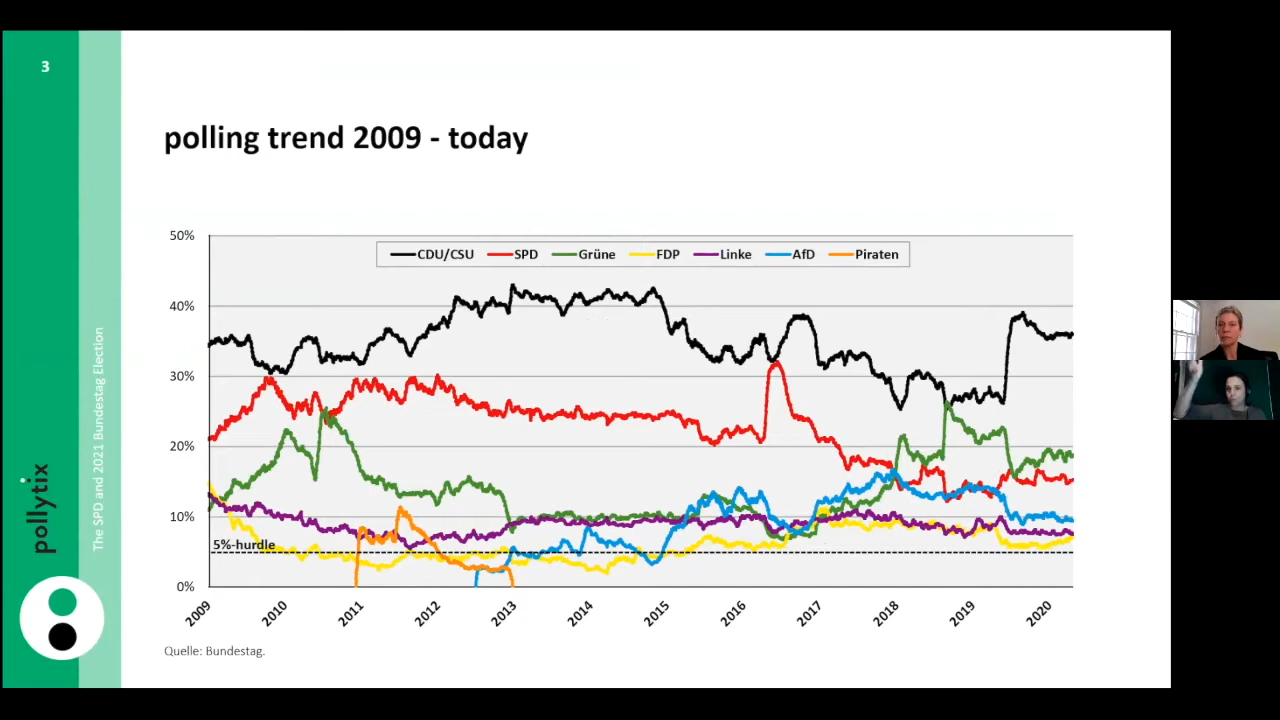 3
polling trend 2009 - today
50%
CDU/CSU SPD Grüne FDP Linke AfD Piraten
40%
30%
20%
10%
5%-hurdle
0%
2009 2010 2011 2012 2013 2014 2015 2016 2017 2018 2019 2020
Quelle: Bundestag.
The SPD and 2021 Bundestag Election
pollytix